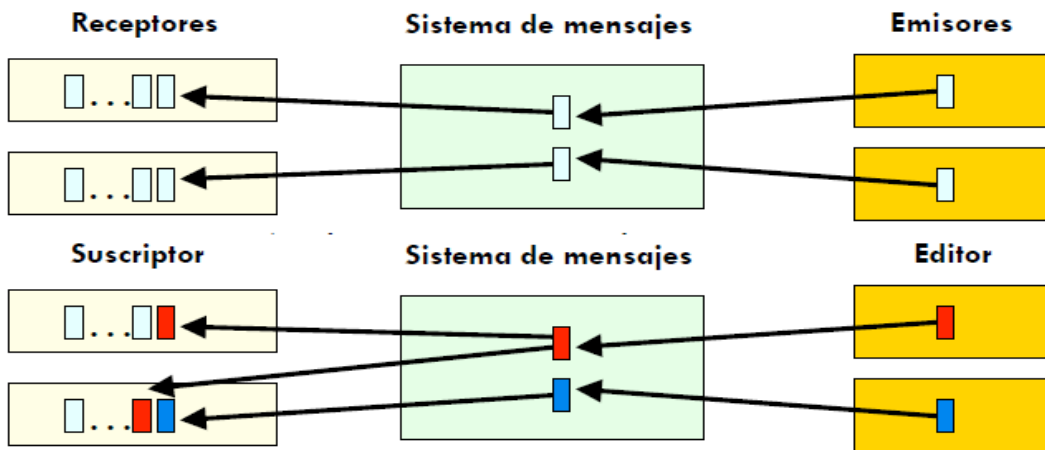 Receptores Sistema de mensajes Emisores
. . .
. . .
Suscriptor Sistema de mensajes Editor
. . .
. . .